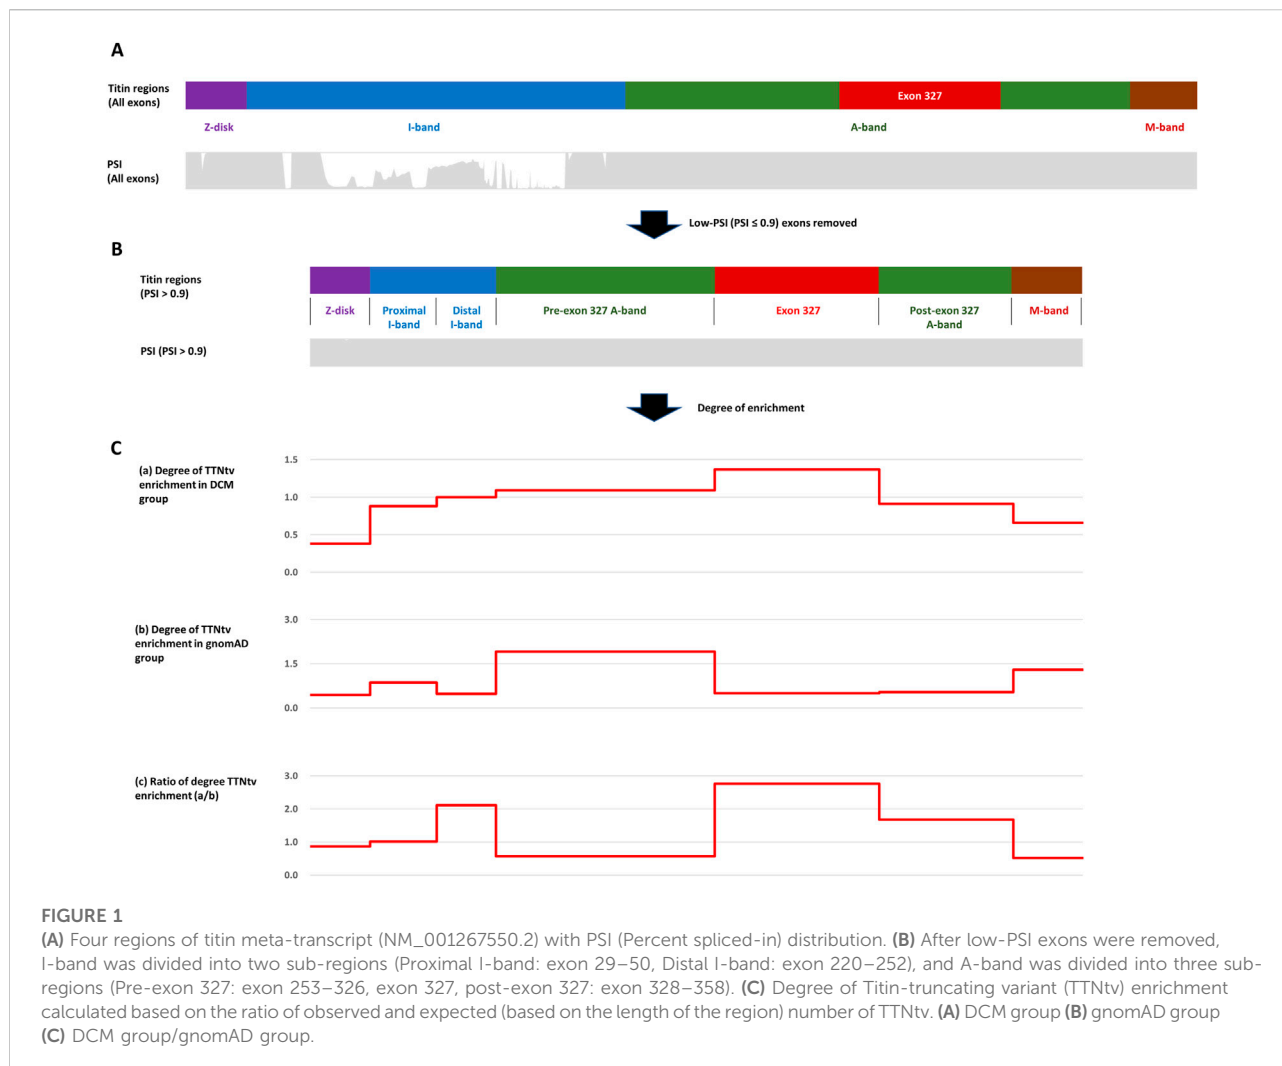 A
Titin regions
(All exons)
Exon 327
Z-disk
I-band
A-band
M-band
PSI
(All exons)
Low-PSI (PSI ≤ 0.9) exons removed
B
Titin regions
(PSI > 0.9)
Z-disk
Proximal
I-band
Distal
I-band
Pre-exon 327 A-band
Exon 327
Post-exon 327
A-band
M-band
PSI (PSI > 0.9)
Degree of enrichment
C
(a) Degree of TTNtv
enrichment in DCM
group
1.5
1.0
0.5
0.0
(b) Degree of TTNtv
enrichment in gnomAD
group
3.0
1.5
0.0
(c) Ratio of degree TTNtv
enrichment (a/b)
3.0
2.0
1.0
0.0
FIGURE 1
(A) Four regions of titin meta-transcript (NM_001267550.2) with PSI (Percent spliced-in) distribution. (B) After low-PSI exons were removed,
I-band was divided into two sub-regions (Proximal I-band: exon 29–50, Distal I-band: exon 220–252), and A-band was divided into three sub-
regions (Pre-exon 327: exon 253–326, exon 327, post-exon 327: exon 328–358). (C) Degree of Titin-truncating variant (TTNtv) enrichment
calculated based on the ratio of observed and expected (based on the length of the region) number of TTNtv. (A) DCM group (B) gnomAD group
(C) DCM group/gnomAD group.